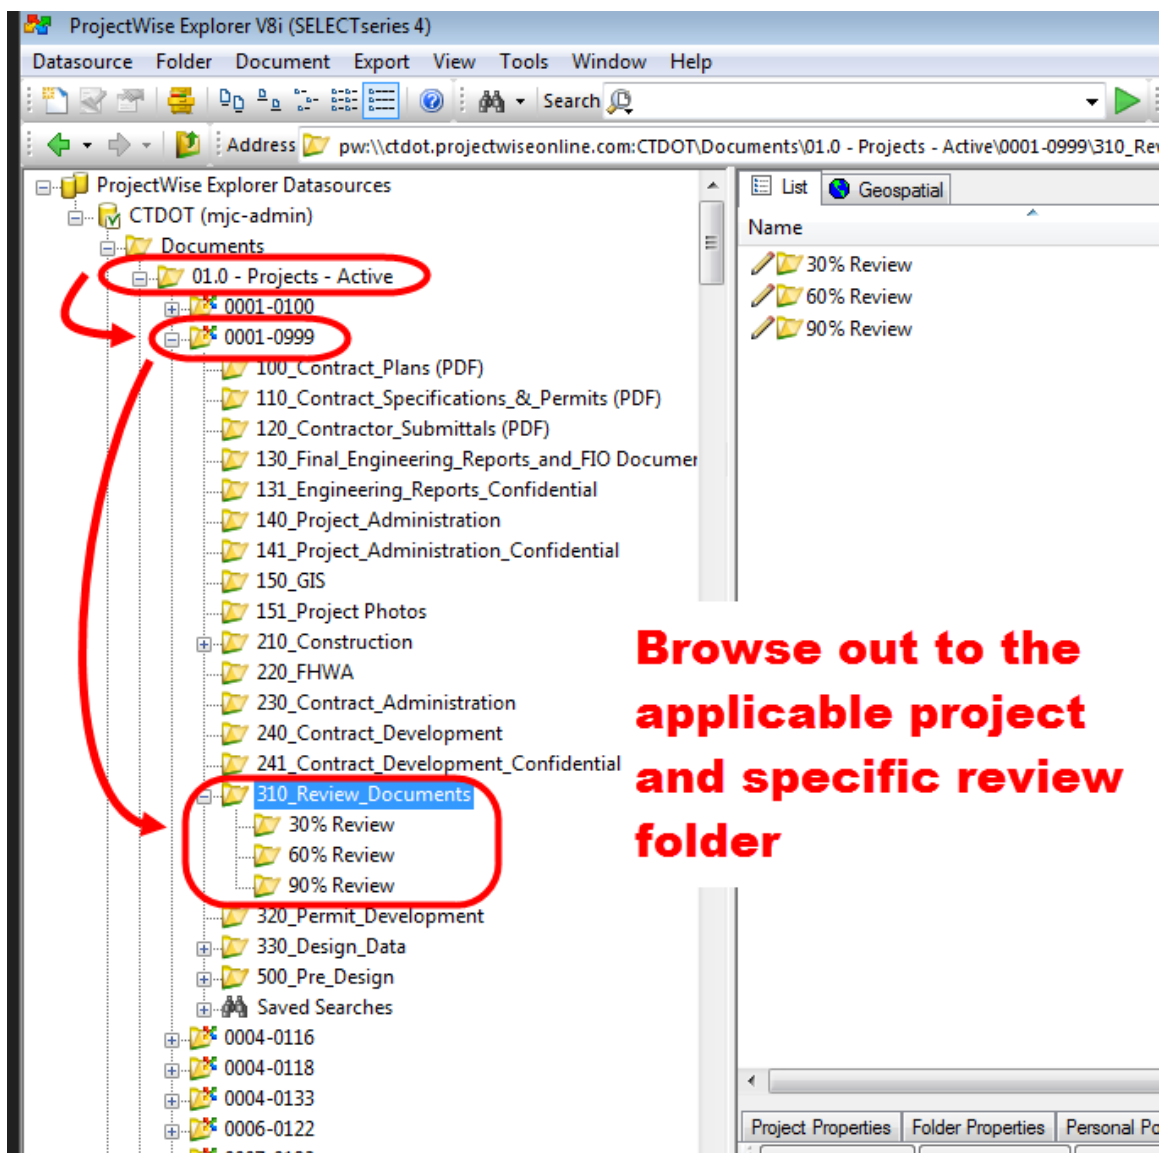 ProjectWise Explorer V8i (SELECTseries 4)
Datasource Folder Document Export View Tools Window Help
Search
Address pw:\\ctdot.projectwiseonline.com:CTDOT\Documents\01.0 - Projects - Active\0001-0999\310_Rev
ProjectWise Explorer Datasources
CTDOT (mjc-admin)
Documents
01.0 - Projects - Active
0001-0100
0001-0999
100_Contract_Plans (PDF)
110_Contract_Specifications_&_Permits (PDF)
120_Contractor_Submittals (PDF)
130_Final_Engineering_Reports_and_FIO Documen
131_Engineering_Reports_Confidential
140_Project_Administration
141_Project_Administration_Confidential
150_GIS
151_Project Photos
210_Construction
220_FHWA
230_Contract_Administration
240_Contract_Development
241_Contract_Development_Confidential
310_Review_Documents
30% Review
60% Review
90% Review
320_Permit_Development
330_Design_Data
500_Pre_Design
Saved Searches
0004-0116
0004-0118
0004-0133
0006-0122
List Geospatial
Name
30% Review
60% Review
90% Review
Browse out to the
applicable project
and specific review
folder
Project Properties Folder Properties Personal Po